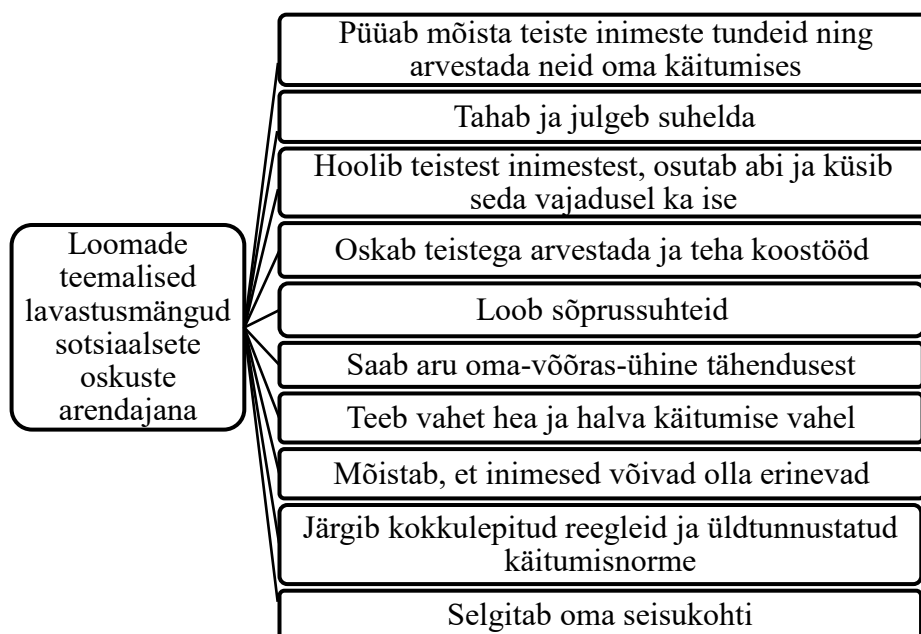 Loomade
teemalised
lavastusmängud
sotsiaalsete
oskuste
arendajana
Püüab mõista teiste inimeste tundeid ning
arvestada neid oma käitumises
Tahab ja julgeb suhelda
Hoolib teistest inimestest, osutab abi ja küsib
seda vajadusel ka ise
Oskab teistega arvestada ja teha koostööd
Loob sõprussuhteid
Saab aru oma-võõras-ühine tähendusest
Teeb vahet hea ja halva käitumise vahel
Mõistab, et inimesed võivad olla erinevad
Järgib kokkulepitud reegleid ja üldtunnustatud
käitumisnorme
Selgitab oma seisukohti